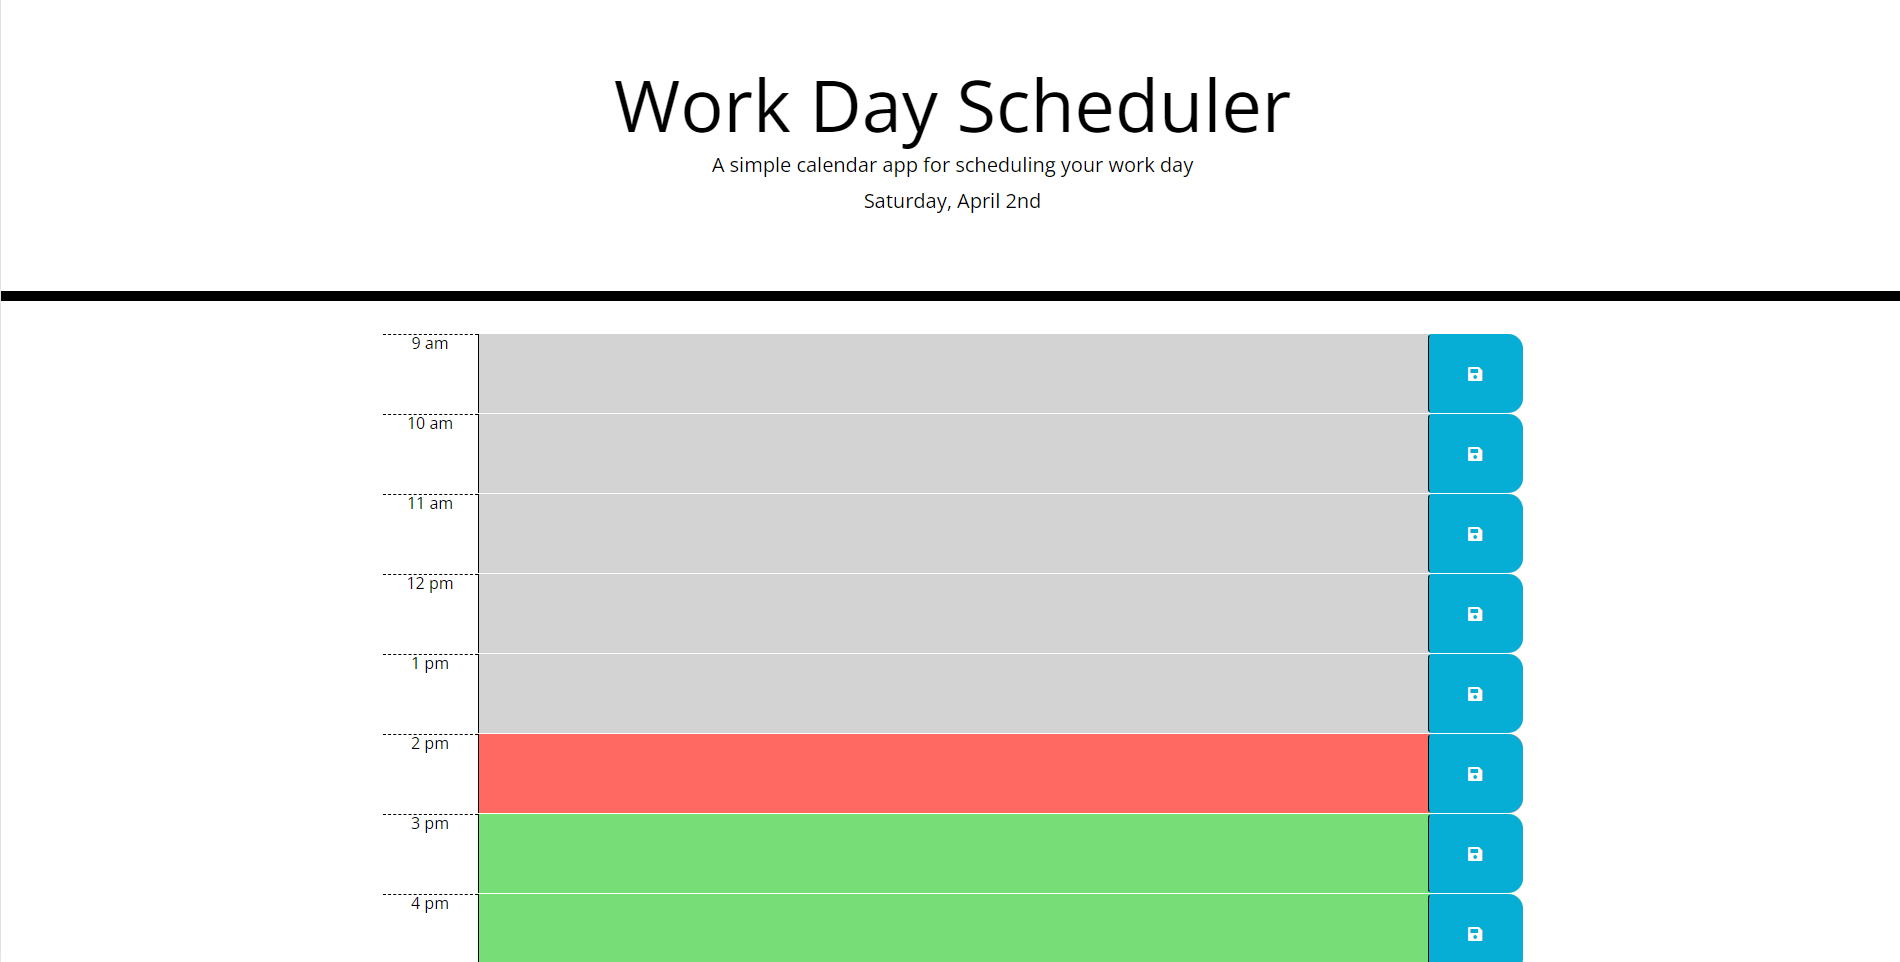 Work Day Scheduler
A simple calendar app for scheduling your work day
Saturday, April 2nd
9 am
10 am
11 am
12 pm
1 pm
2 pm
3 pm
4 pm